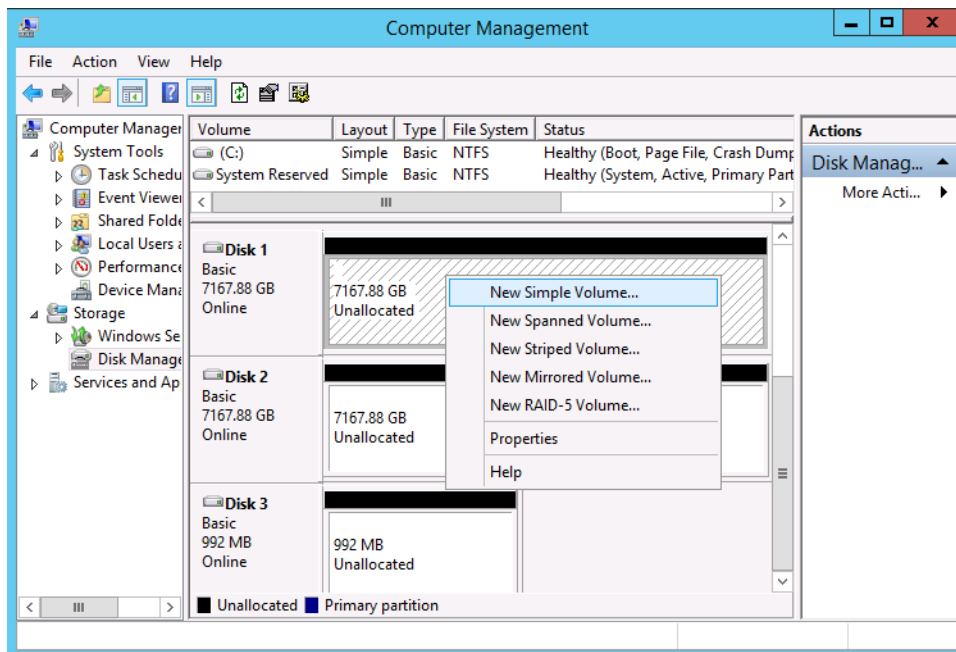 Computer Management
File Action View Help
Computer Manager
System Tools
Task Schedu
Event Viewer
Shared Folde
Local Users a
Performance
Device Mana
Storage
Windows Se
Disk Manage
Services and Ap
Volume Layout Type File System Status
(C:) Simple Basic NTFS Healthy (Boot, Page File, Crash Dump
System Reserved Simple Basic NTFS Healthy (System, Active, Primary Part
Disk 1
Basic
7167.88 GB
Online
7167.88 GB
Unallocated
New Simple Volume...
New Spanned Volume...
New Striped Volume...
New Mirrored Volume...
New RAID-5 Volume...
Properties
Help
Disk 2
Basic
7167.88 GB
Online
7167.88 GB
Unallocated
Disk 3
Basic
992 MB
Online
992 MB
Unallocated
Unallocated Primary partition
Actions
Disk Manag...
More Acti...